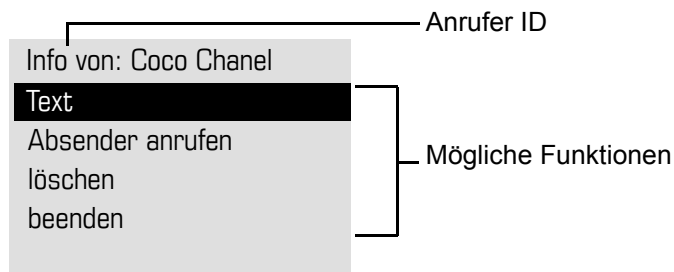 Anrufer ID
Info von: Coco Chanel
Text
Absender anrufen
löschen
beenden
Mögliche Funktionen